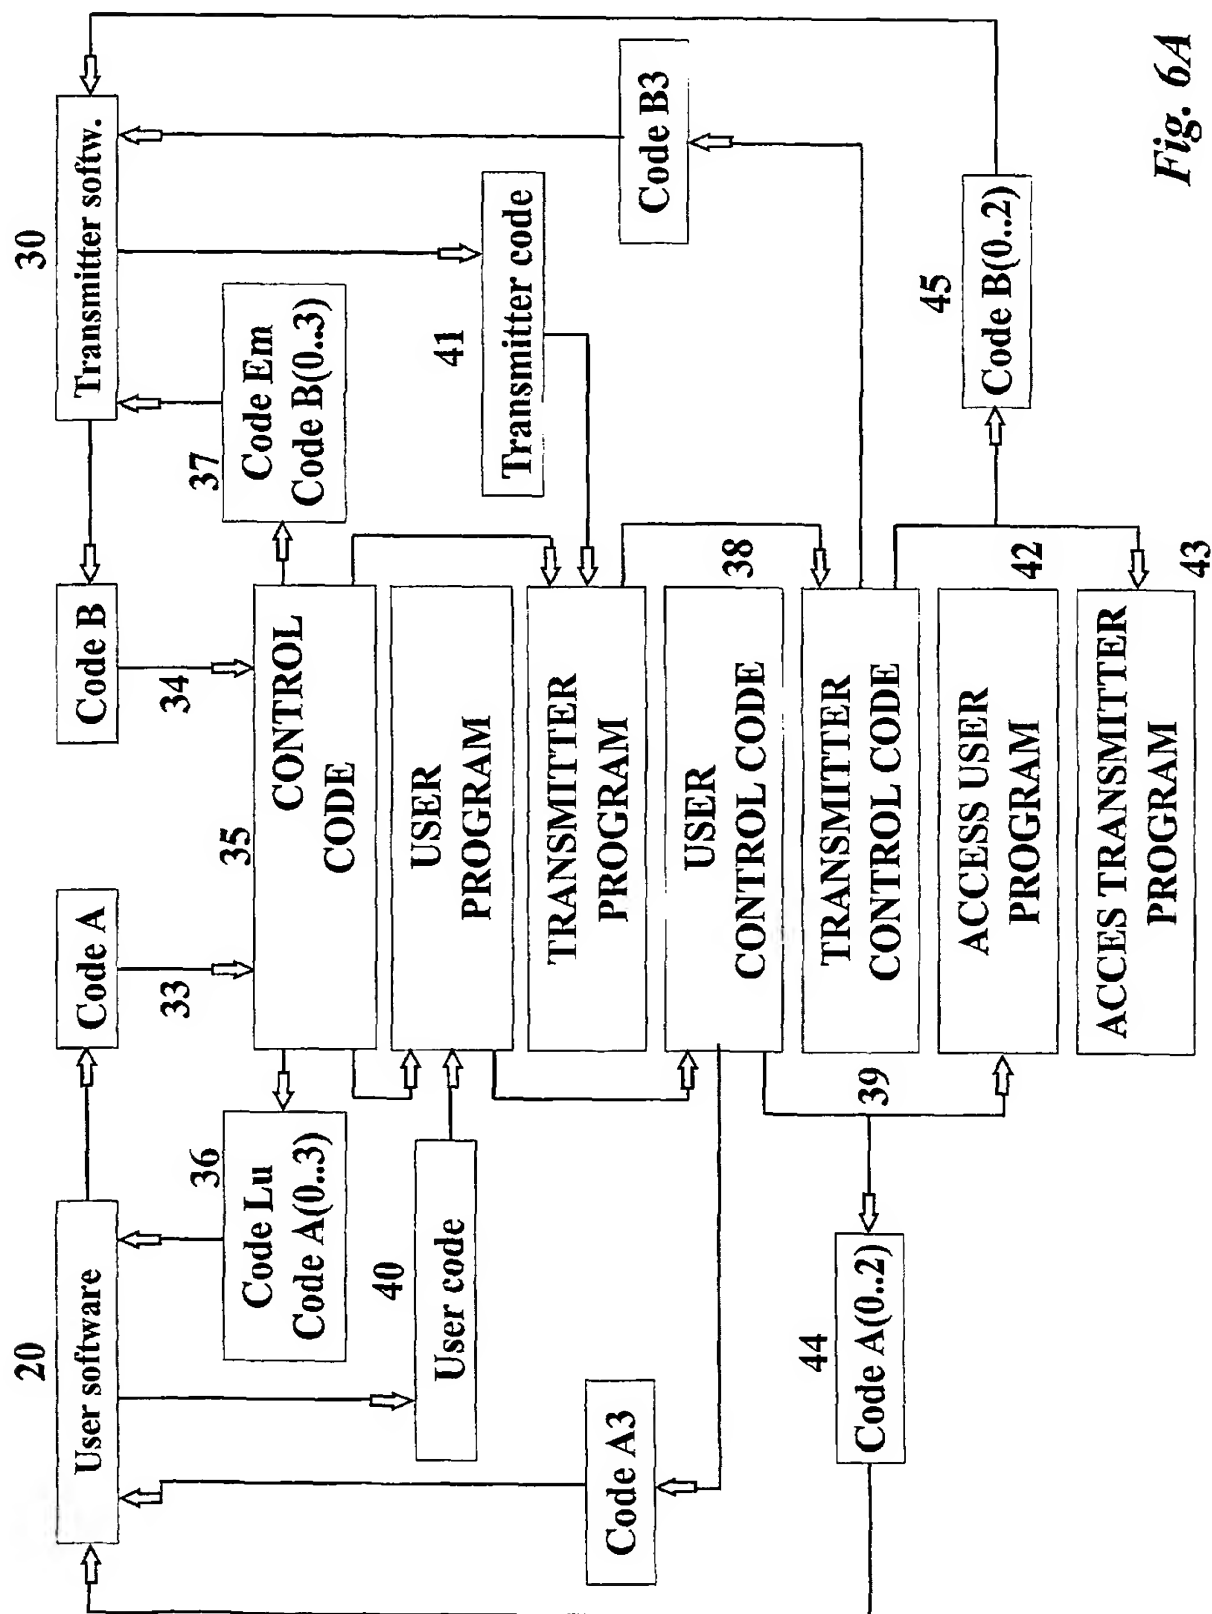 20
User software
Code A
Code B
30
Transmitter softw.
33
34
36
Code Lu
Code A(0..3)
35
CONTROL
CODE
37
Code Em
Code B(0..3)
40
User code
USER
PROGRAM
41
Transmitter code
TRANSMITTER
PROGRAM
Code A3
USER
CONTROL CODE
38
Code B3
44
Code A(0..2)
39
TRANSMITTER
CONTROL CODE
45
Code B(0..2)
ACCESS USER
PROGRAM
42
ACCES TRANSMITTER
PROGRAM
43
Fig. 6A